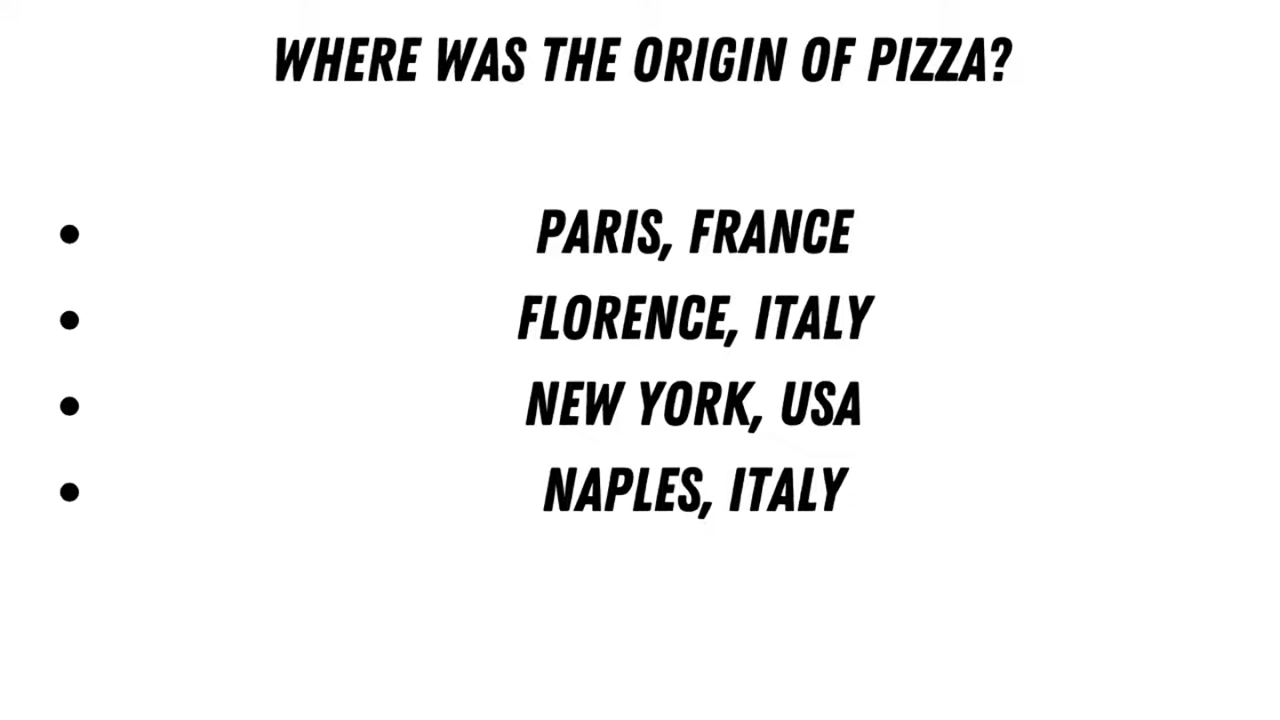 WHERE WAS THE ORIGIN OF PIZZA?
PARIS, FRANCE
FLORENCE, ITALY
NEW YORK, USA
NAPLES, ITALY